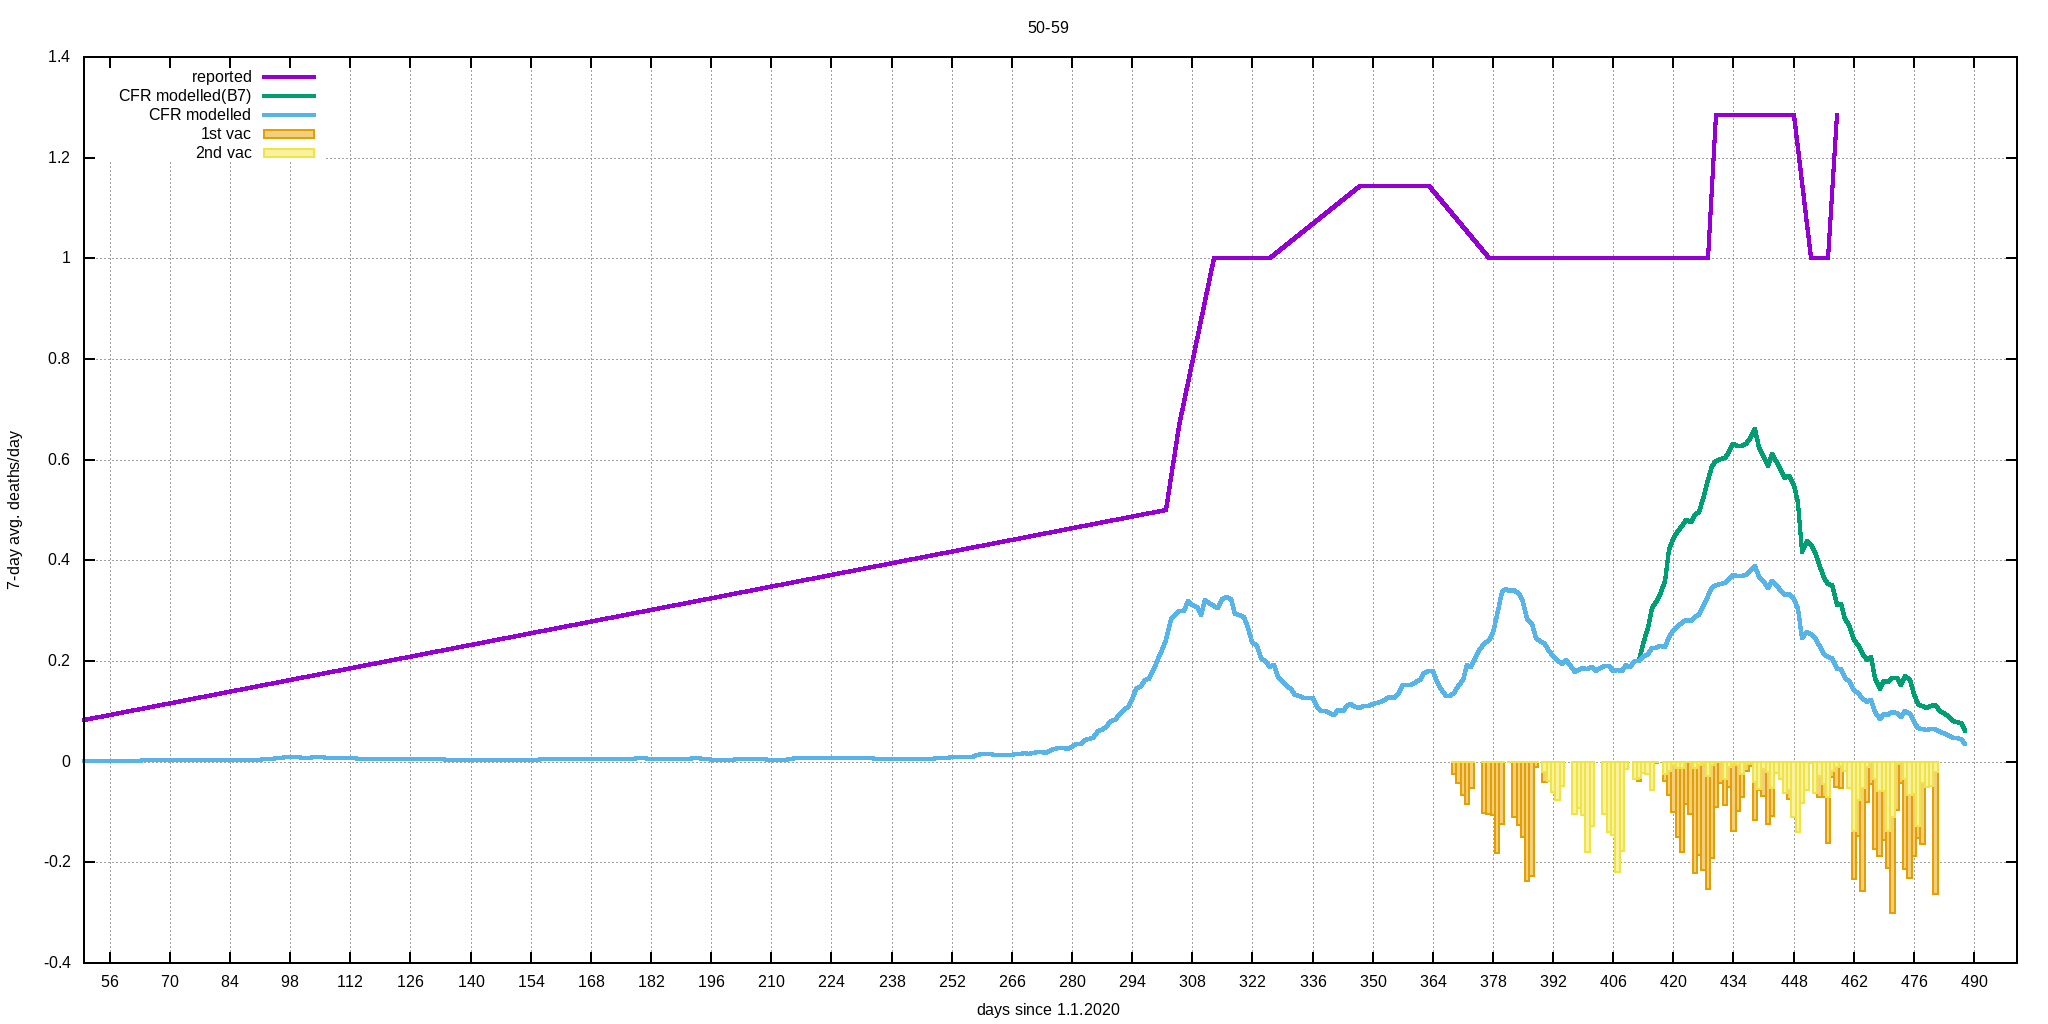 50-59
reported
CFR modelled(B7)
CFR modelled
1st vac
2nd vac
1.4
1.2
1
0.8
0.6
0.4
0.2
0
-0.2
-0.4
7-day avg. deaths/day
56 70 84 98 112 126 140 154 168 182 196 210 224 238 252 266 280 294 308 322 336 350 364 378 392 406 420 434 448 462 476 490
days since 1.1.2020